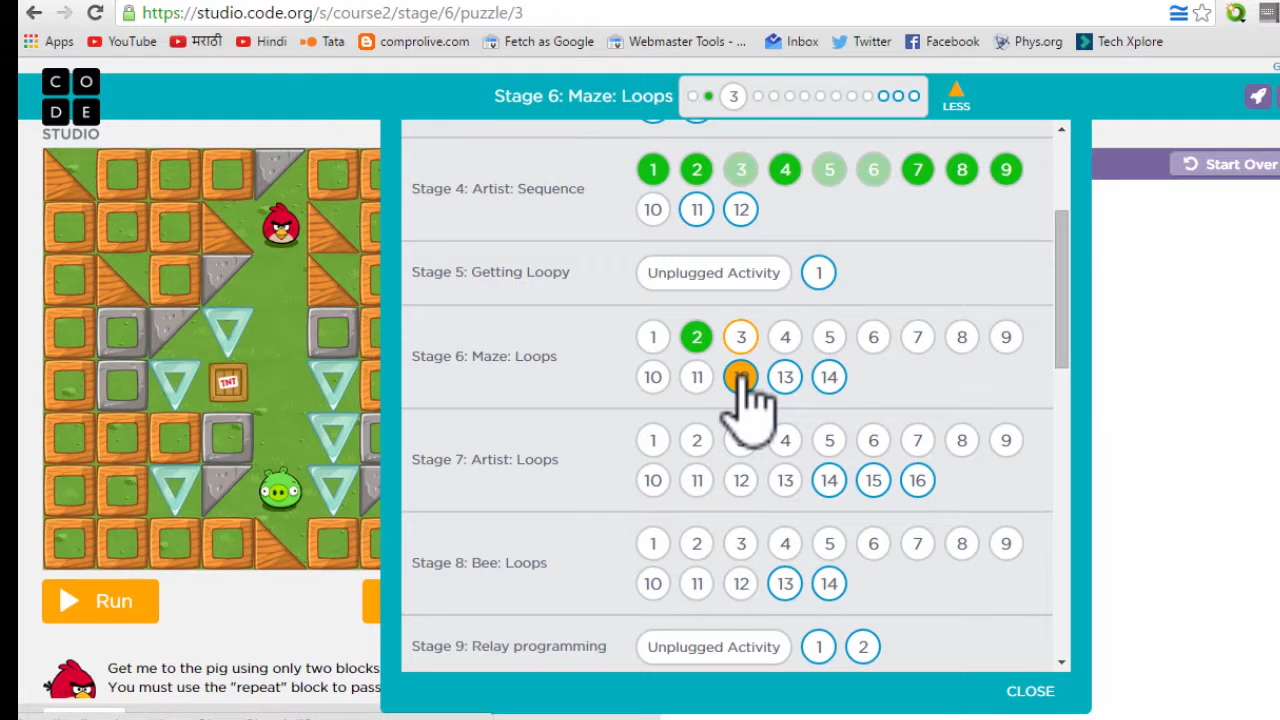 https://studio.code.org/s/course2/stage/6/puzzle/3
Apps YouTube मराठी Hindi Tata comprolive.com Fetch as Google Webmaster Tools - ... Inbox Twitter Facebook Phys.org Tech Xplore
C O
D E
STUDIO
Stage 6: Maze: Loops 3 LESS
Start Over
Stage 4: Artist: Sequence 1 2 3 4 5 6 7 8 9
10 11 12
Stage 5: Getting Loopy Unplugged Activity 1
Stage 6: Maze: Loops 1 2 3 4 5 6 7 8 9
10 11 13 14
Stage 7: Artist: Loops 1 2 4 5 6 7 8 9
10 11 12 13 14 15 16
Stage 8: Bee: Loops 1 2 3 4 5 6 7 8 9
10 11 12 13 14
Stage 9: Relay programming Unplugged Activity 1 2
TNT
Run
Get me to the pig using only two blocks
You must use the "repeat" block to pass
CLOSE